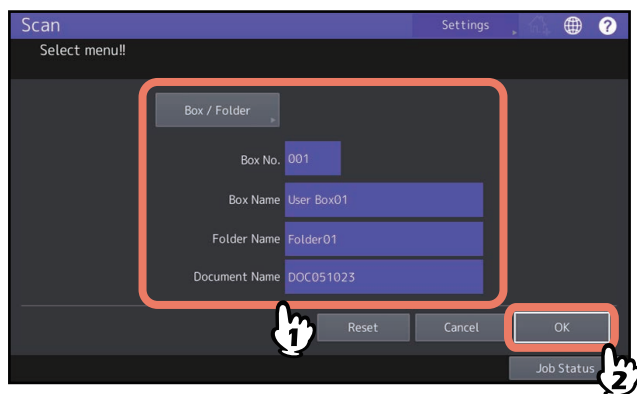 Scan
Settings
?
Select menu!!
Box / Folder
Box No. 001
Box Name User Box01
Folder Name Folder01
Document Name DOC051023
1
Reset Cancel OK
Job Status
2